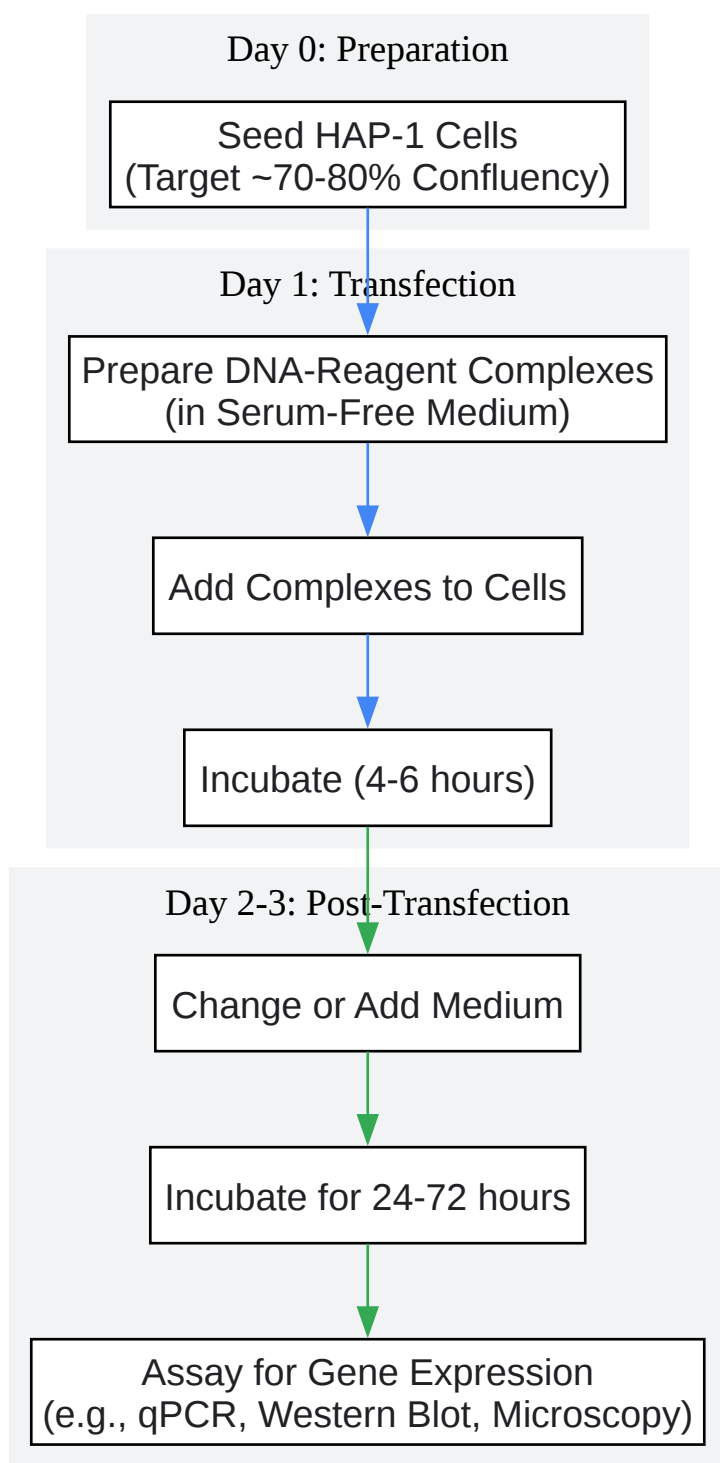 Day 0: Preparation
Seed HAP-1 Cells
(Target ~70-80% Confluency)
Day 1: Transfection
Prepare DNA-Reagent Complexes
(in Serum-Free Medium)
Add Complexes to Cells
Incubate (4-6 hours)
Day 2-3: Post-Transfection
Change or Add Medium
Incubate for 24-72 hours
Assay for Gene Expression
(e.g., qPCR, Western Blot, Microscopy)